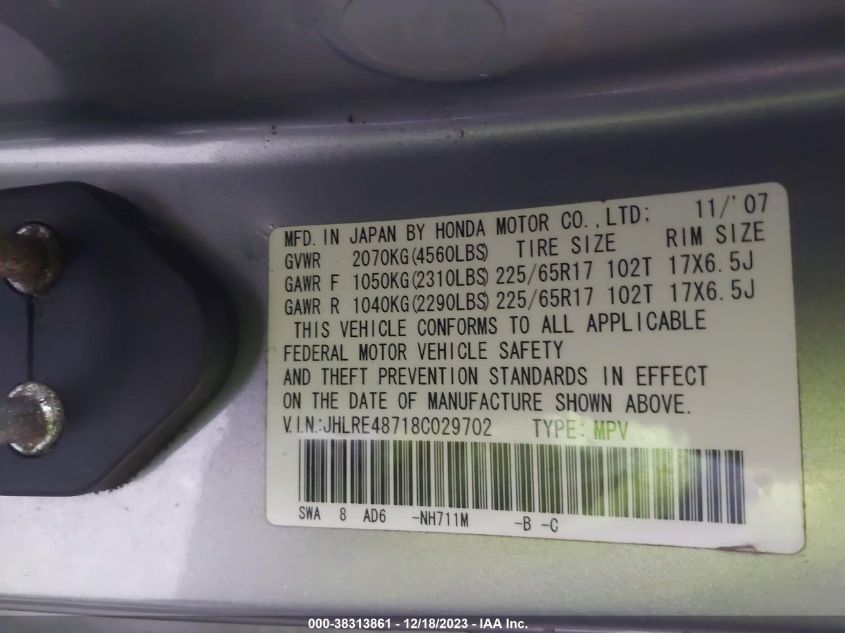 MFD. IN JAPAN BY HONDA MOTOR CO.,LTD; 11/'07
GVWR 2070KG(4560LBS) TIRE SIZE RIM SIZE
GAWR F 1050KG(2310LBS) 225/65R17 102T 17X6.5J
GAWR R 1040KG(2290LBS) 225/65R17 102T 17X6.5J
THIS VEHICLE CONFORMS TO ALL APPLICABLE
FEDERAL MOTOR VEHICLE SAFETY
AND THEFT PREVENTION STANDARDS IN EFFECT
ON THE DATE OF MANUFACTURE SHOWN ABOVE.
V.I.N:JHLRE48718C029702 TYPE: MPV
SWA 8 AD6 -NH711M -B -C
000-38313861 - 12/18/2023 - IAA Inc.